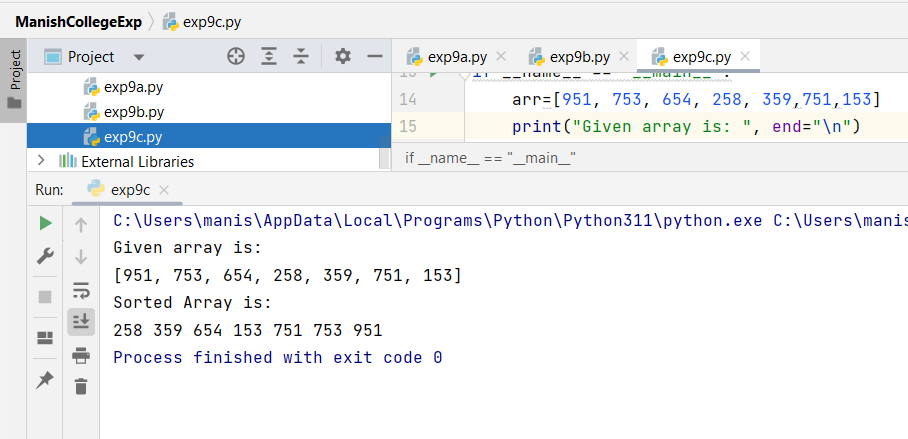 ManishCollegeExp exp9c.py
Project
Project
exp9a.py
exp9b.py
exp9c.py
External Libraries
exp9a.py exp9b.py exp9c.py
13 if __name__ == "__main__":
14 arr=[951, 753, 654, 258, 359,751,153]
15 print("Given array is: ", end="\n")
if __name__ == "__main__"
Run: exp9c
C:\Users\manis\AppData\Local\Programs\Python\Python311\python.exe C:\Users\manis
Given array is:
[951, 753, 654, 258, 359, 751, 153]
Sorted Array is:
258 359 654 153 751 753 951
Process finished with exit code 0